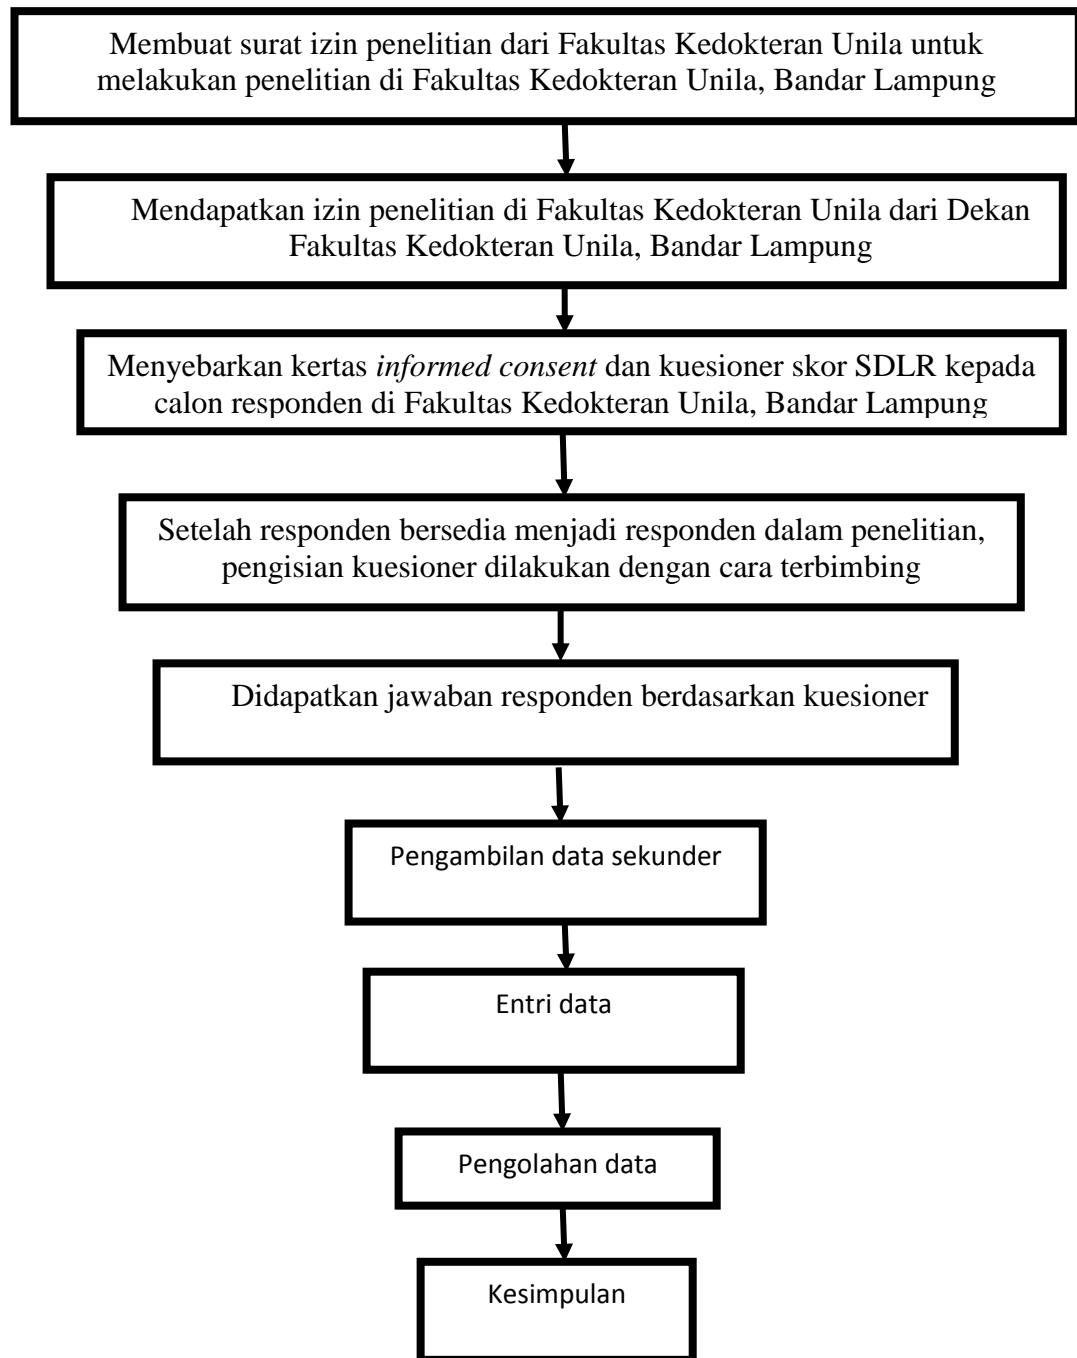 Membuat surat izin penelitian dari Fakultas Kedokteran Unila untuk
melakukan penelitian di Fakultas Kedokteran Unila, Bandar Lampung
Mendapatkan izin penelitian di Fakultas Kedokteran Unila dari Dekan
Fakultas Kedokteran Unila, Bandar Lampung
Menyebarkan kertas informed consent dan kuesioner skor SDLR kepada
calon responden di Fakultas Kedokteran Unila, Bandar Lampung
Setelah responden bersedia menjadi responden dalam penelitian,
pengisian kuesioner dilakukan dengan cara terbimbing
Didapatkan jawaban responden berdasarkan kuesioner
Pengambilan data sekunder
Entri data
Pengolahan data
Kesimpulan